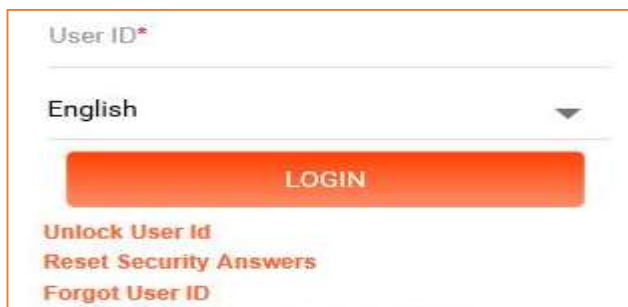 User ID*
English
LOGIN
Unlock User Id
Reset Security Answers
Forgot User ID